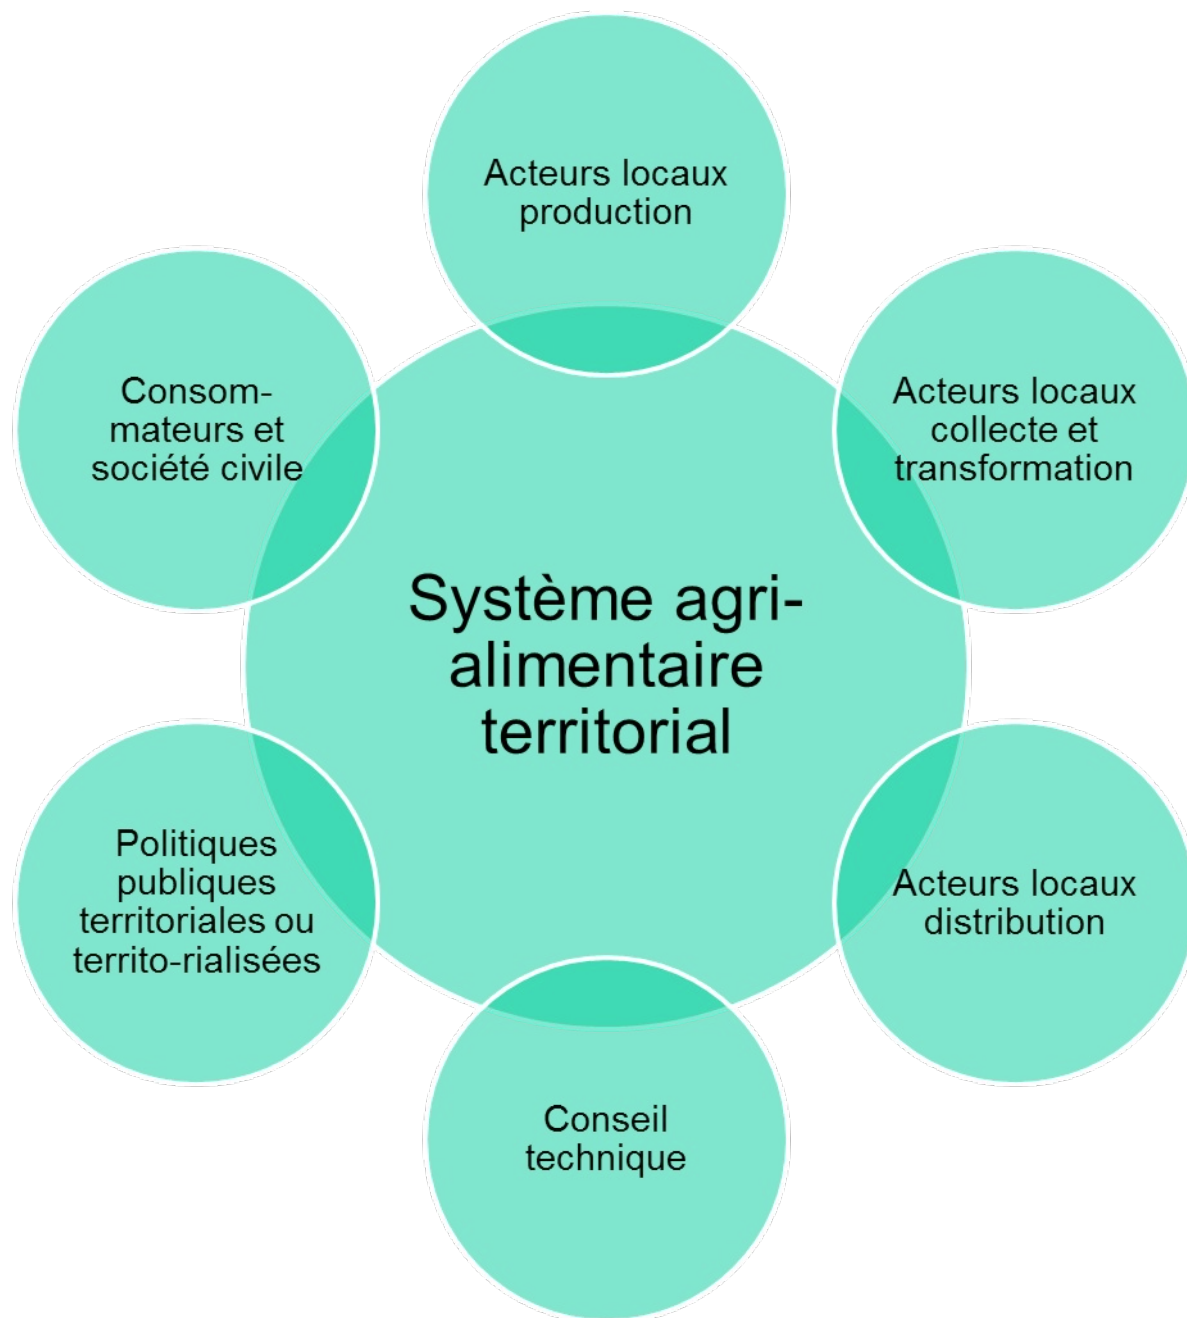 Acteurs locaux
production
Consom-
mateurs et
société civile
Acteurs locaux
collecte et
transformation
Système agri-
alimentaire
territorial
Politiques
publiques
territoriales ou
territo-rialisées
Acteurs locaux
distribution
Conseil
technique